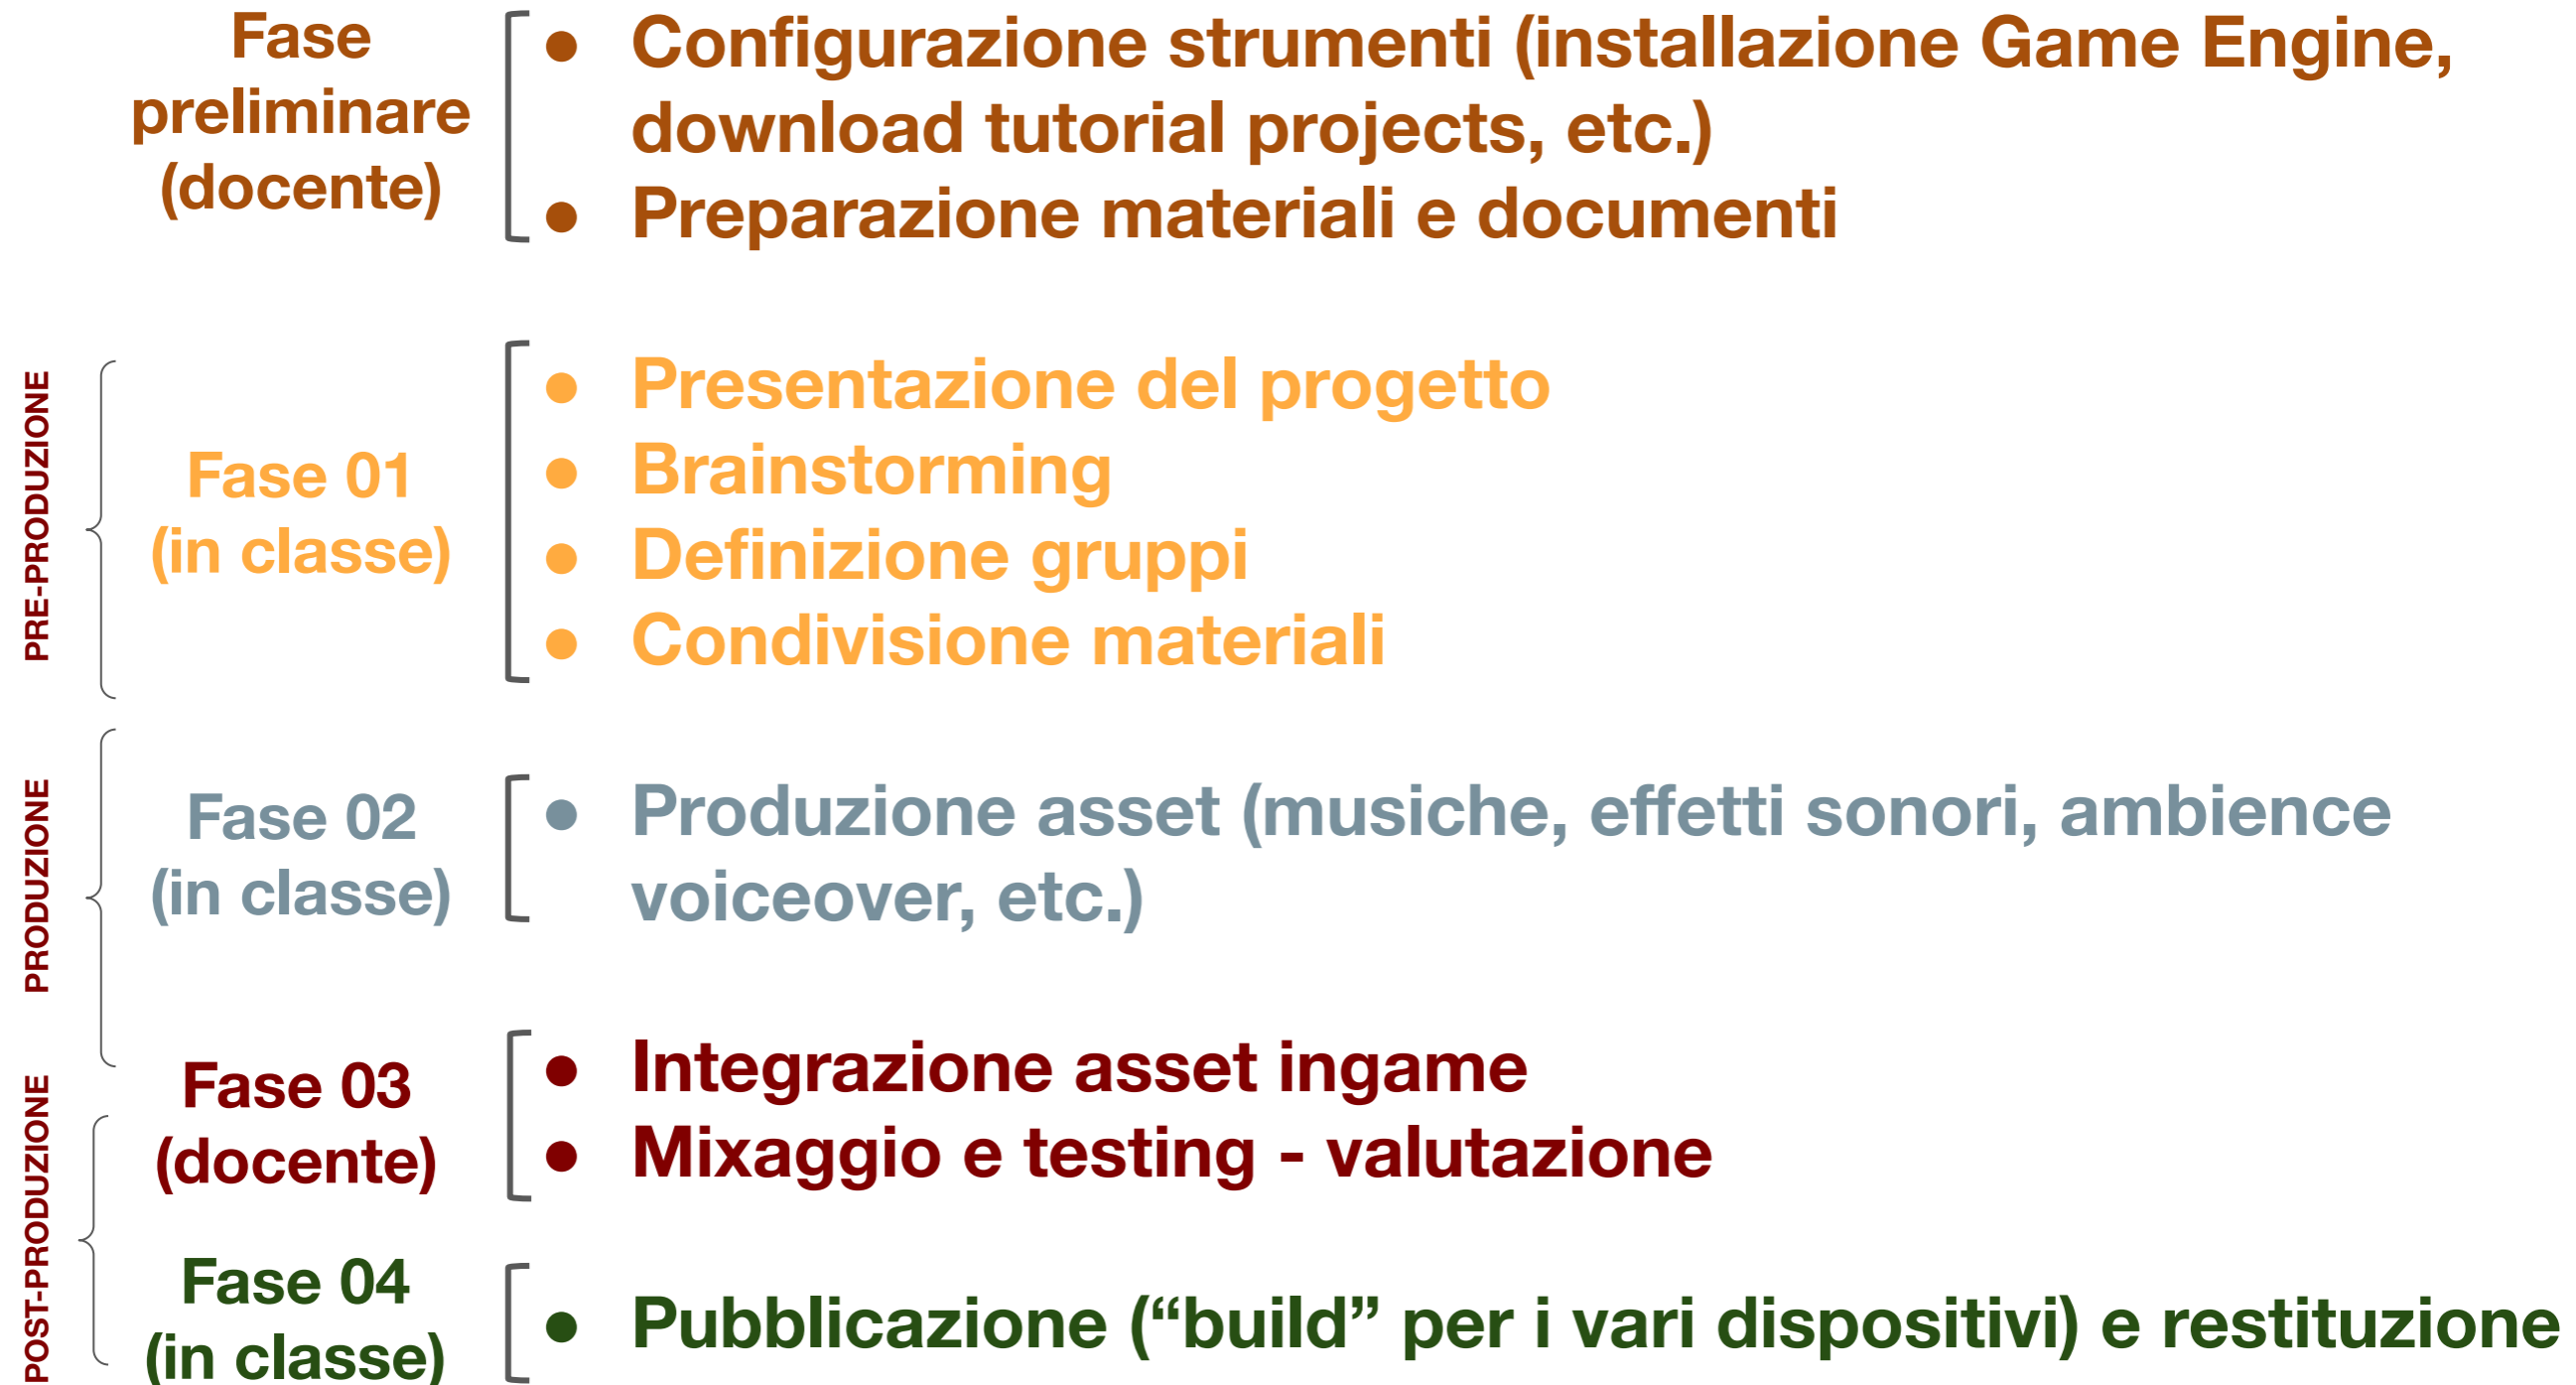 Fase
preliminare
(docente)
● Configurazione strumenti (installazione Game Engine,
download tutorial projects, etc.)
● Preparazione materiali e documenti
PRE-PRODUZIONE
Fase 01
(in classe)
● Presentazione del progetto
● Brainstorming
● Definizione gruppi
● Condivisione materiali
PRODUZIONE
Fase 02
(in classe)
● Produzione asset (musiche, effetti sonori, ambience
voiceover, etc.)
POST-PRODUZIONE
Fase 03
(docente)
● Integrazione asset ingame
● Mixaggio e testing - valutazione
Fase 04
(in classe)
● Pubblicazione (“build” per i vari dispositivi) e restituzione